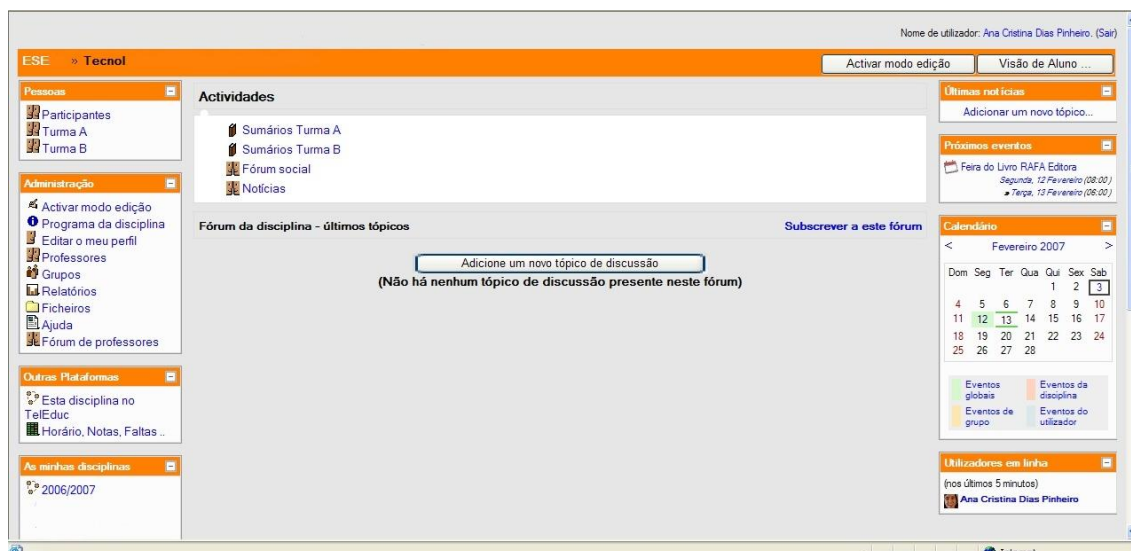 Nome de utilizador: Ana Cristina Dias Pinheiro. (Sair)
ESE » Tecnol
Activar modo edição
Visão de Aluno ...
Pessoas
Participantes
Turma A
Turma B
Administração
Activar modo edição
Programa da disciplina
Editar o meu perfil
Professores
Grupos
Relatórios
Ficheiros
Ajuda
Fórum de professores
Outras Plataformas
Esta disciplina no
TelEduc
Horário, Notas, Faltas ..
As minhas disciplinas
2006/2007
Actividades
Sumários Turma A
Sumários Turma B
Fórum social
Notícias
Fórum da disciplina - últimos tópicos
Subscrever a este fórum
Adicione um novo tópico de discussão
(Não há nenhum tópico de discussão presente neste fórum)
Últimas notícias
Adicionar um novo tópico...
Próximos eventos
Feira do Livro RAFA Editora
Segunda, 12 Fevereiro (08:00)
» Terça, 13 Fevereiro (06:00)
Calendário
< Fevereiro 2007 >
Dom Seg Ter Qua Qui Sex Sab
1 2 3
4 5 6 7 8 9 10
11 12 13 14 15 16 17
18 19 20 21 22 23 24
25 26 27 28
Eventos globais
Eventos da disciplina
Eventos de grupo
Eventos do utilizador
Utilizadores em linha
(nos últimos 5 minutos)
Ana Cristina Dias Pinheiro